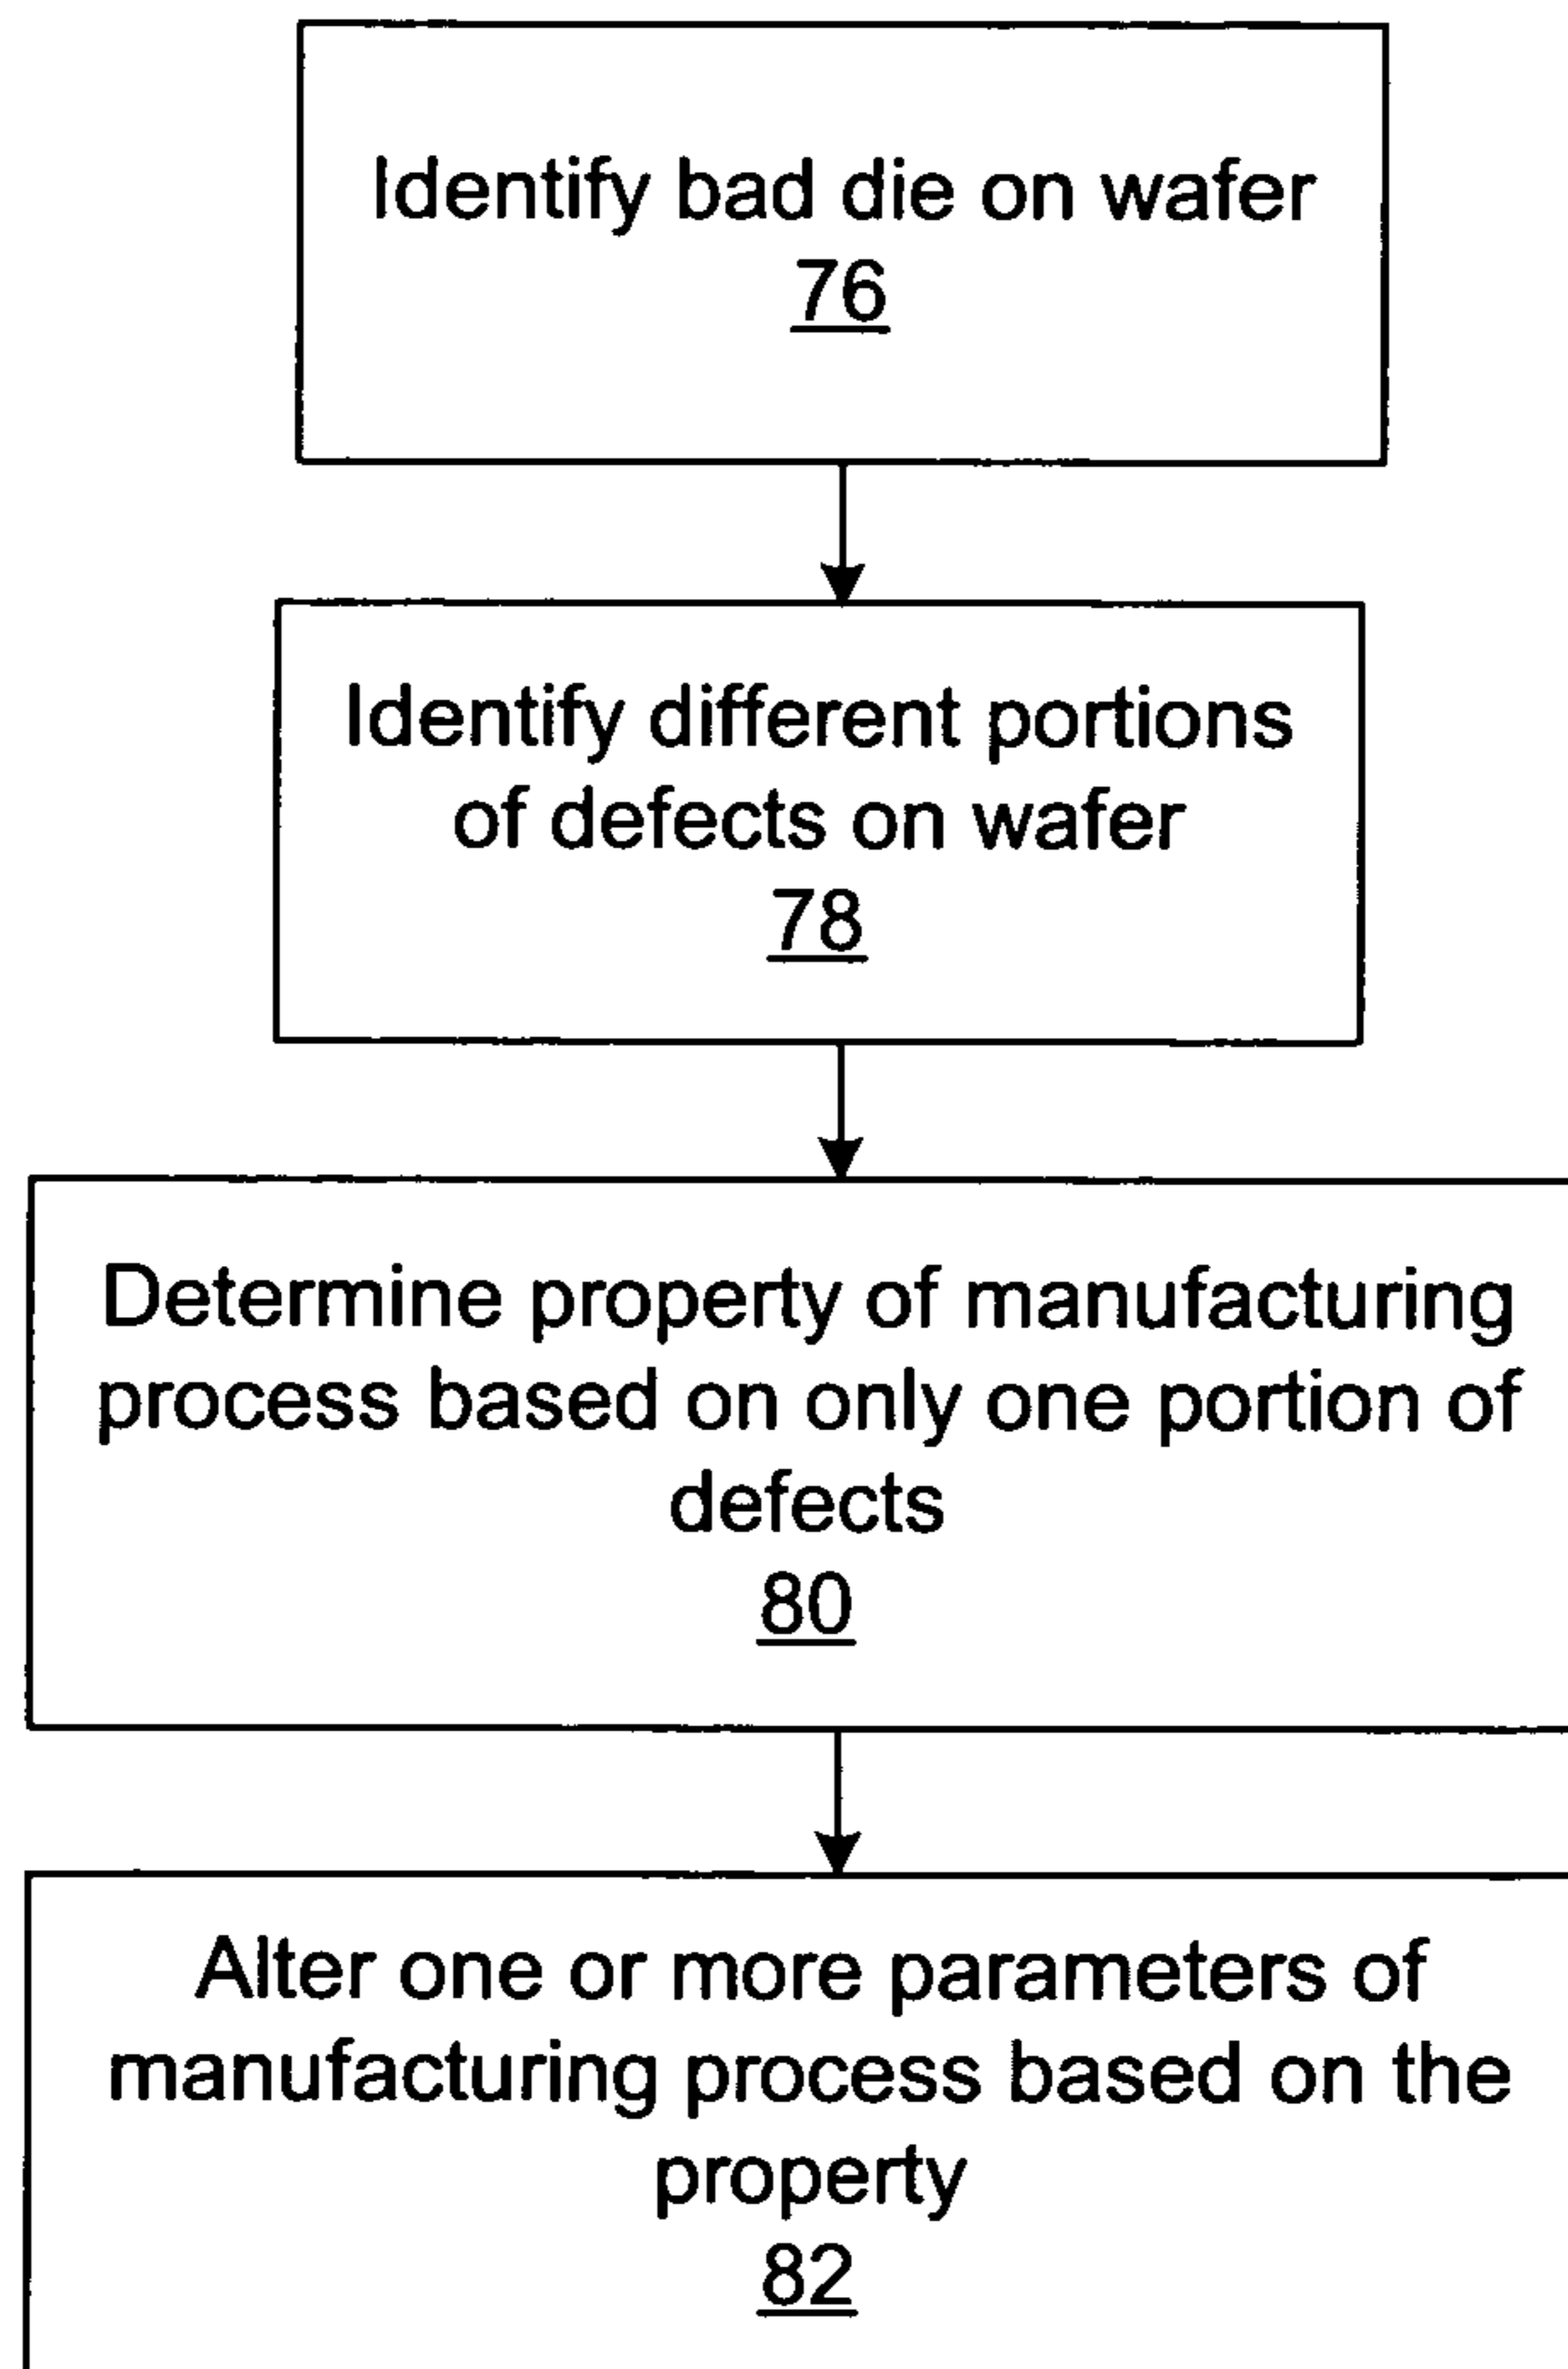 Identify bad die on wafer
76
Identify different portions
of defects on wafer
78
Determine property of manufacturing
process based on only one portion of
defects
80
Alter one or more parameters of
manufacturing process based on the
property
82